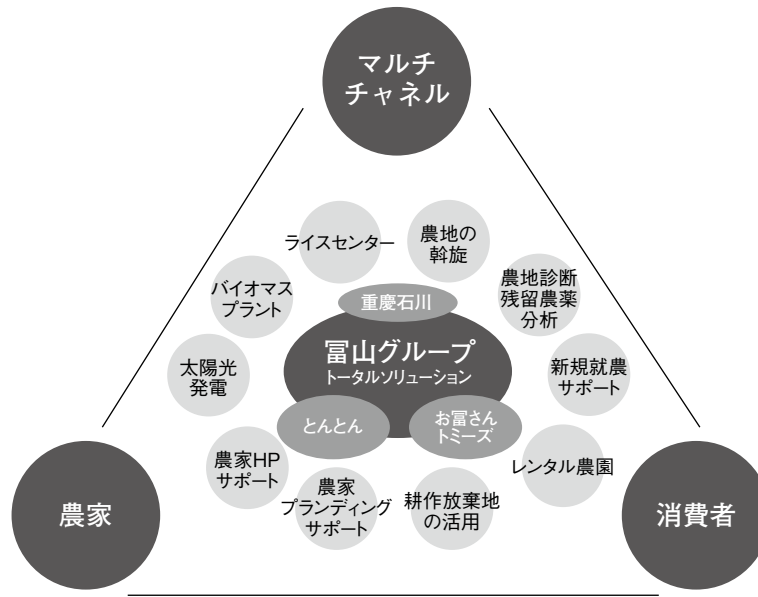 マルチ
チャネル
ライスセンター
農地の
斡旋
バイオマス
プラント
農地診断
残留農薬
分析
重慶石川
冨山グループ
トータルソリューション
太陽光
発電
新規就農
サポート
とんとん
お冨さん
トミーズ
農家HP
サポート
農家
ブランディング
サポート
耕作放棄地
の活用
レンタル農園
農家
消費者